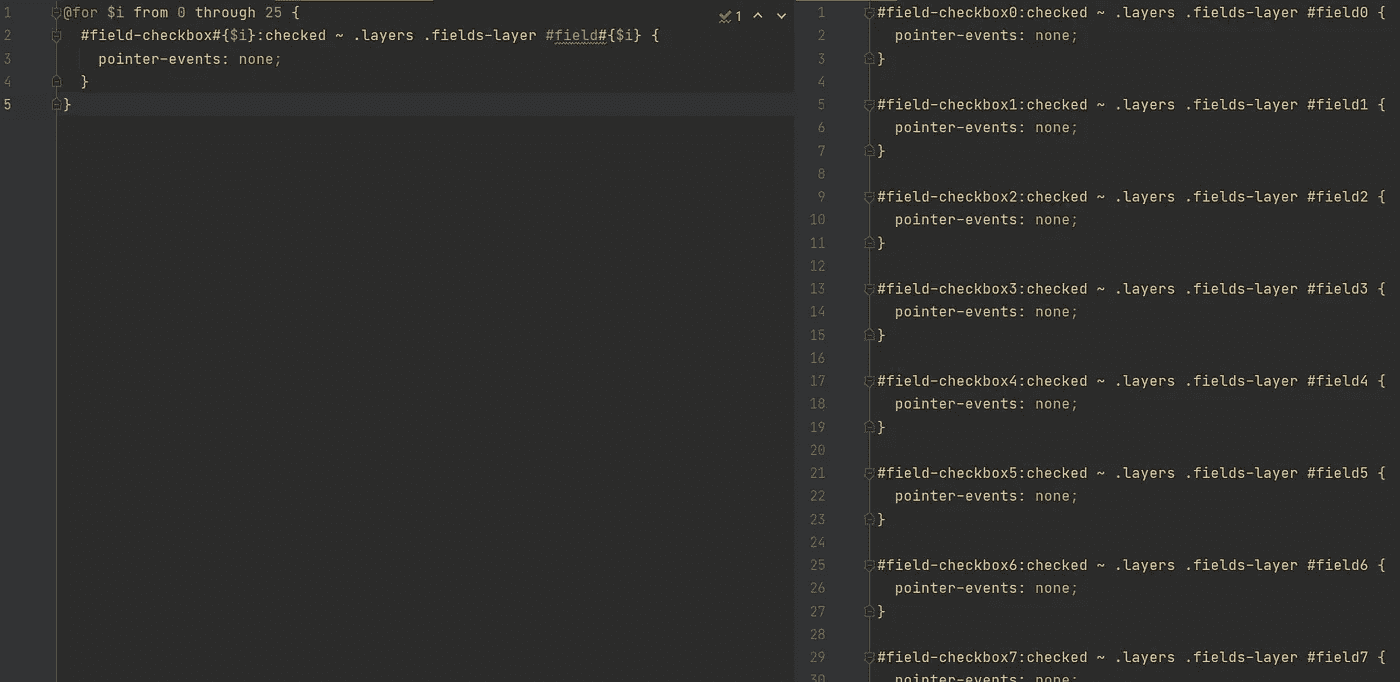 1 @for $i from 0 through 25 {
2 #field-checkbox#{$i}:checked ~ .layers .fields-layer #field#{$i} {
3 pointer-events: none;
4 }
5 }
1
1 #field-checkbox0:checked ~ .layers .fields-layer #field0 {
2 pointer-events: none;
3 }
4
5 #field-checkbox1:checked ~ .layers .fields-layer #field1 {
6 pointer-events: none;
7 }
8
9 #field-checkbox2:checked ~ .layers .fields-layer #field2 {
10 pointer-events: none;
11 }
12
13 #field-checkbox3:checked ~ .layers .fields-layer #field3 {
14 pointer-events: none;
15 }
16
17 #field-checkbox4:checked ~ .layers .fields-layer #field4 {
18 pointer-events: none;
19 }
20
21 #field-checkbox5:checked ~ .layers .fields-layer #field5 {
22 pointer-events: none;
23 }
24
25 #field-checkbox6:checked ~ .layers .fields-layer #field6 {
26 pointer-events: none;
27 }
28
29 #field-checkbox7:checked ~ .layers .fields-layer #field7 {
30 pointer-events: none;